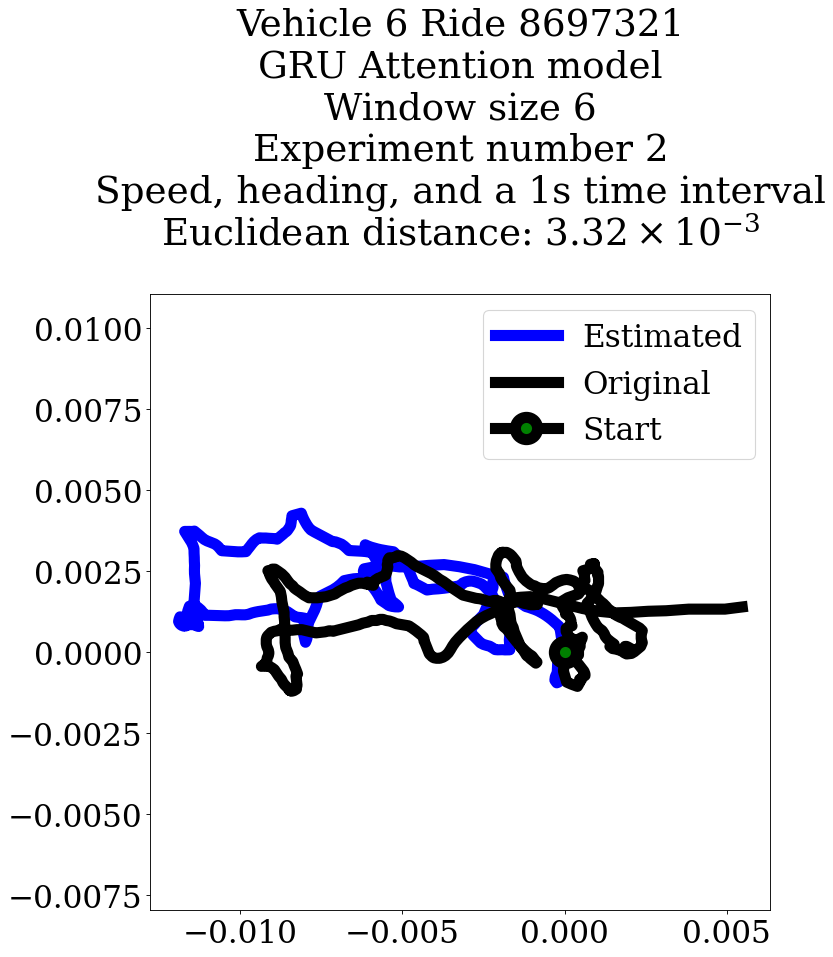 Vehicle 6 Ride 8697321
GRU Attention model
Window size 6
Experiment number 2
Speed, heading, and a 1s time interval
Euclidean distance: 3.32 × 10⁻³
Estimated
Original
Start
0.0100
0.0075
0.0050
0.0025
0.0000
−0.0025
−0.0050
−0.0075
−0.010 −0.005 0.000 0.005